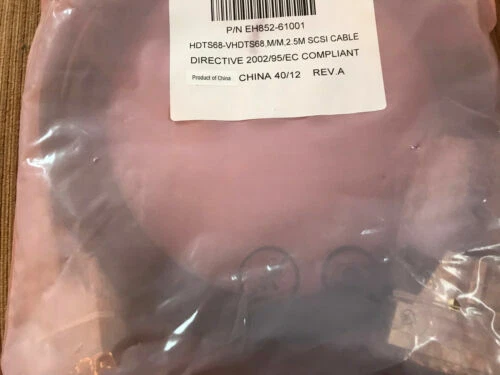 P/N EH852-61001
HDTS68-VHDTS68,M/M,2.5M SCSI CABLE
DIRECTIVE 2002/95/EC COMPLIANT
Product of China CHINA 40/12 REV.A